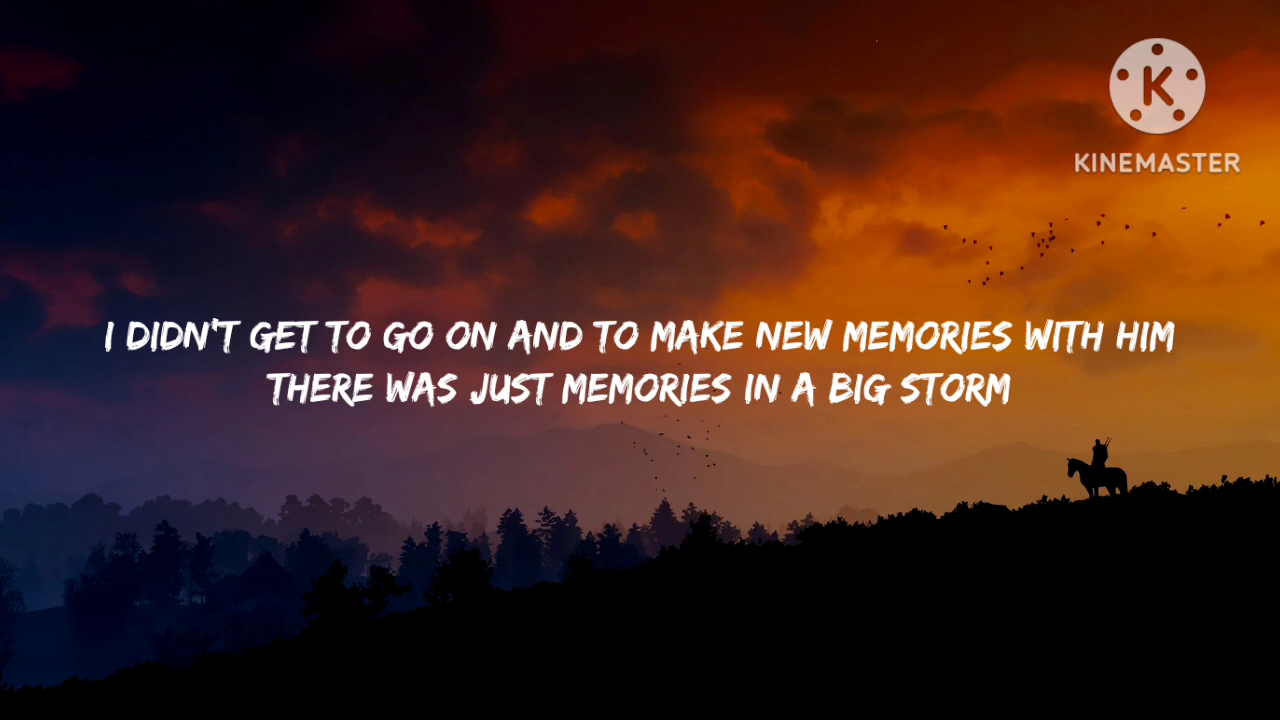 K
KINEMASTER
I DIDN'T GET TO GO ON AND TO MAKE NEW MEMORIES WITH HIM
THERE WAS JUST MEMORIES IN A BIG STORM